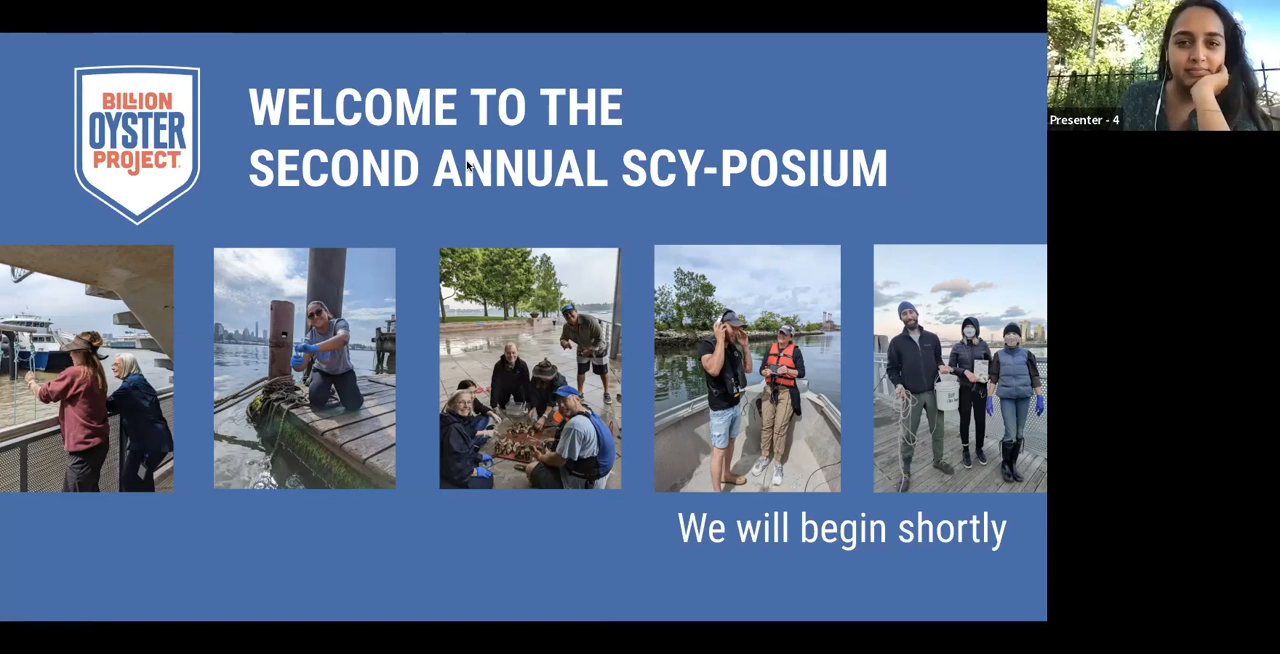 BILLION
OYSTER
PROJECT
WELCOME TO THE
SECOND ANNUAL SCY-POSIUM
We will begin shortly
Presenter - 4